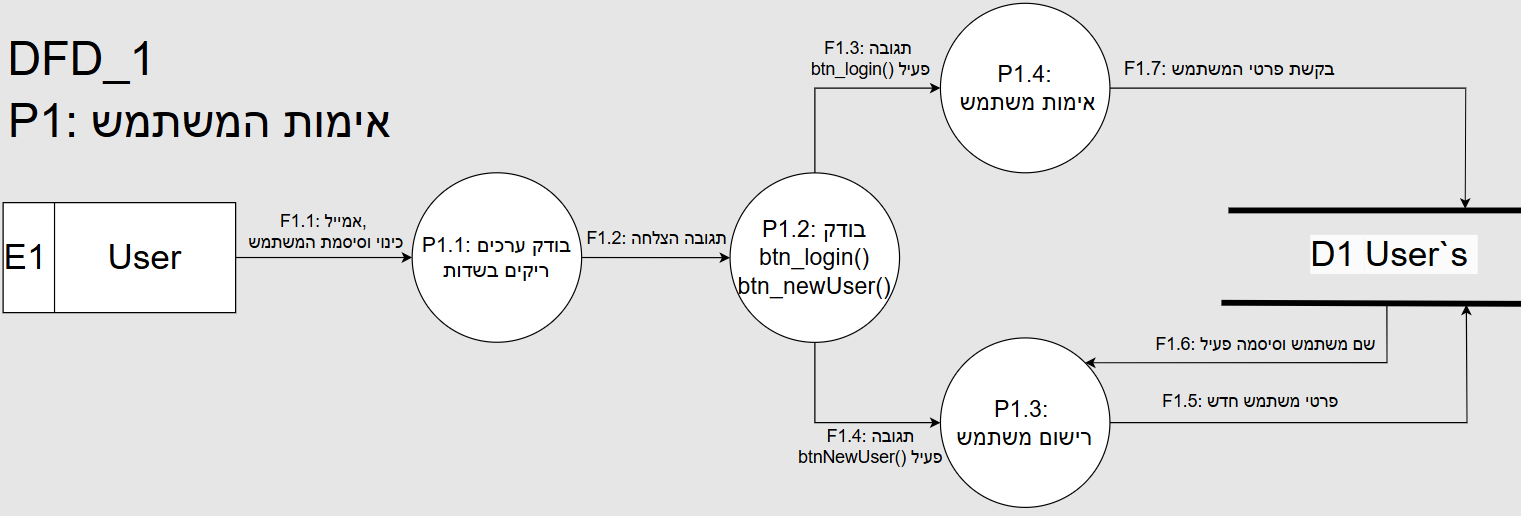 DFD_1
P1: אימות המשתמש
E1
User
F1.1: אמייל,
כינוי וסיסמת המשתמש
P1.1: בודק ערכים
ריקים בשדות
F1.2: תגובה הצלחה
P1.2: בודק
btn_login()
btn_newUser()
F1.3: תגובה
btn_login() פעיל
P1.4:
אימות משתמש
F1.7: בקשת פרטי המשתמש
D1 User`s
F1.6: שם משתמש וסיסמה פעיל
F1.5: פרטי משתמש חדש
P1.3:
רישום משתמש
F1.4: תגובה
btnNewUser() פעיל